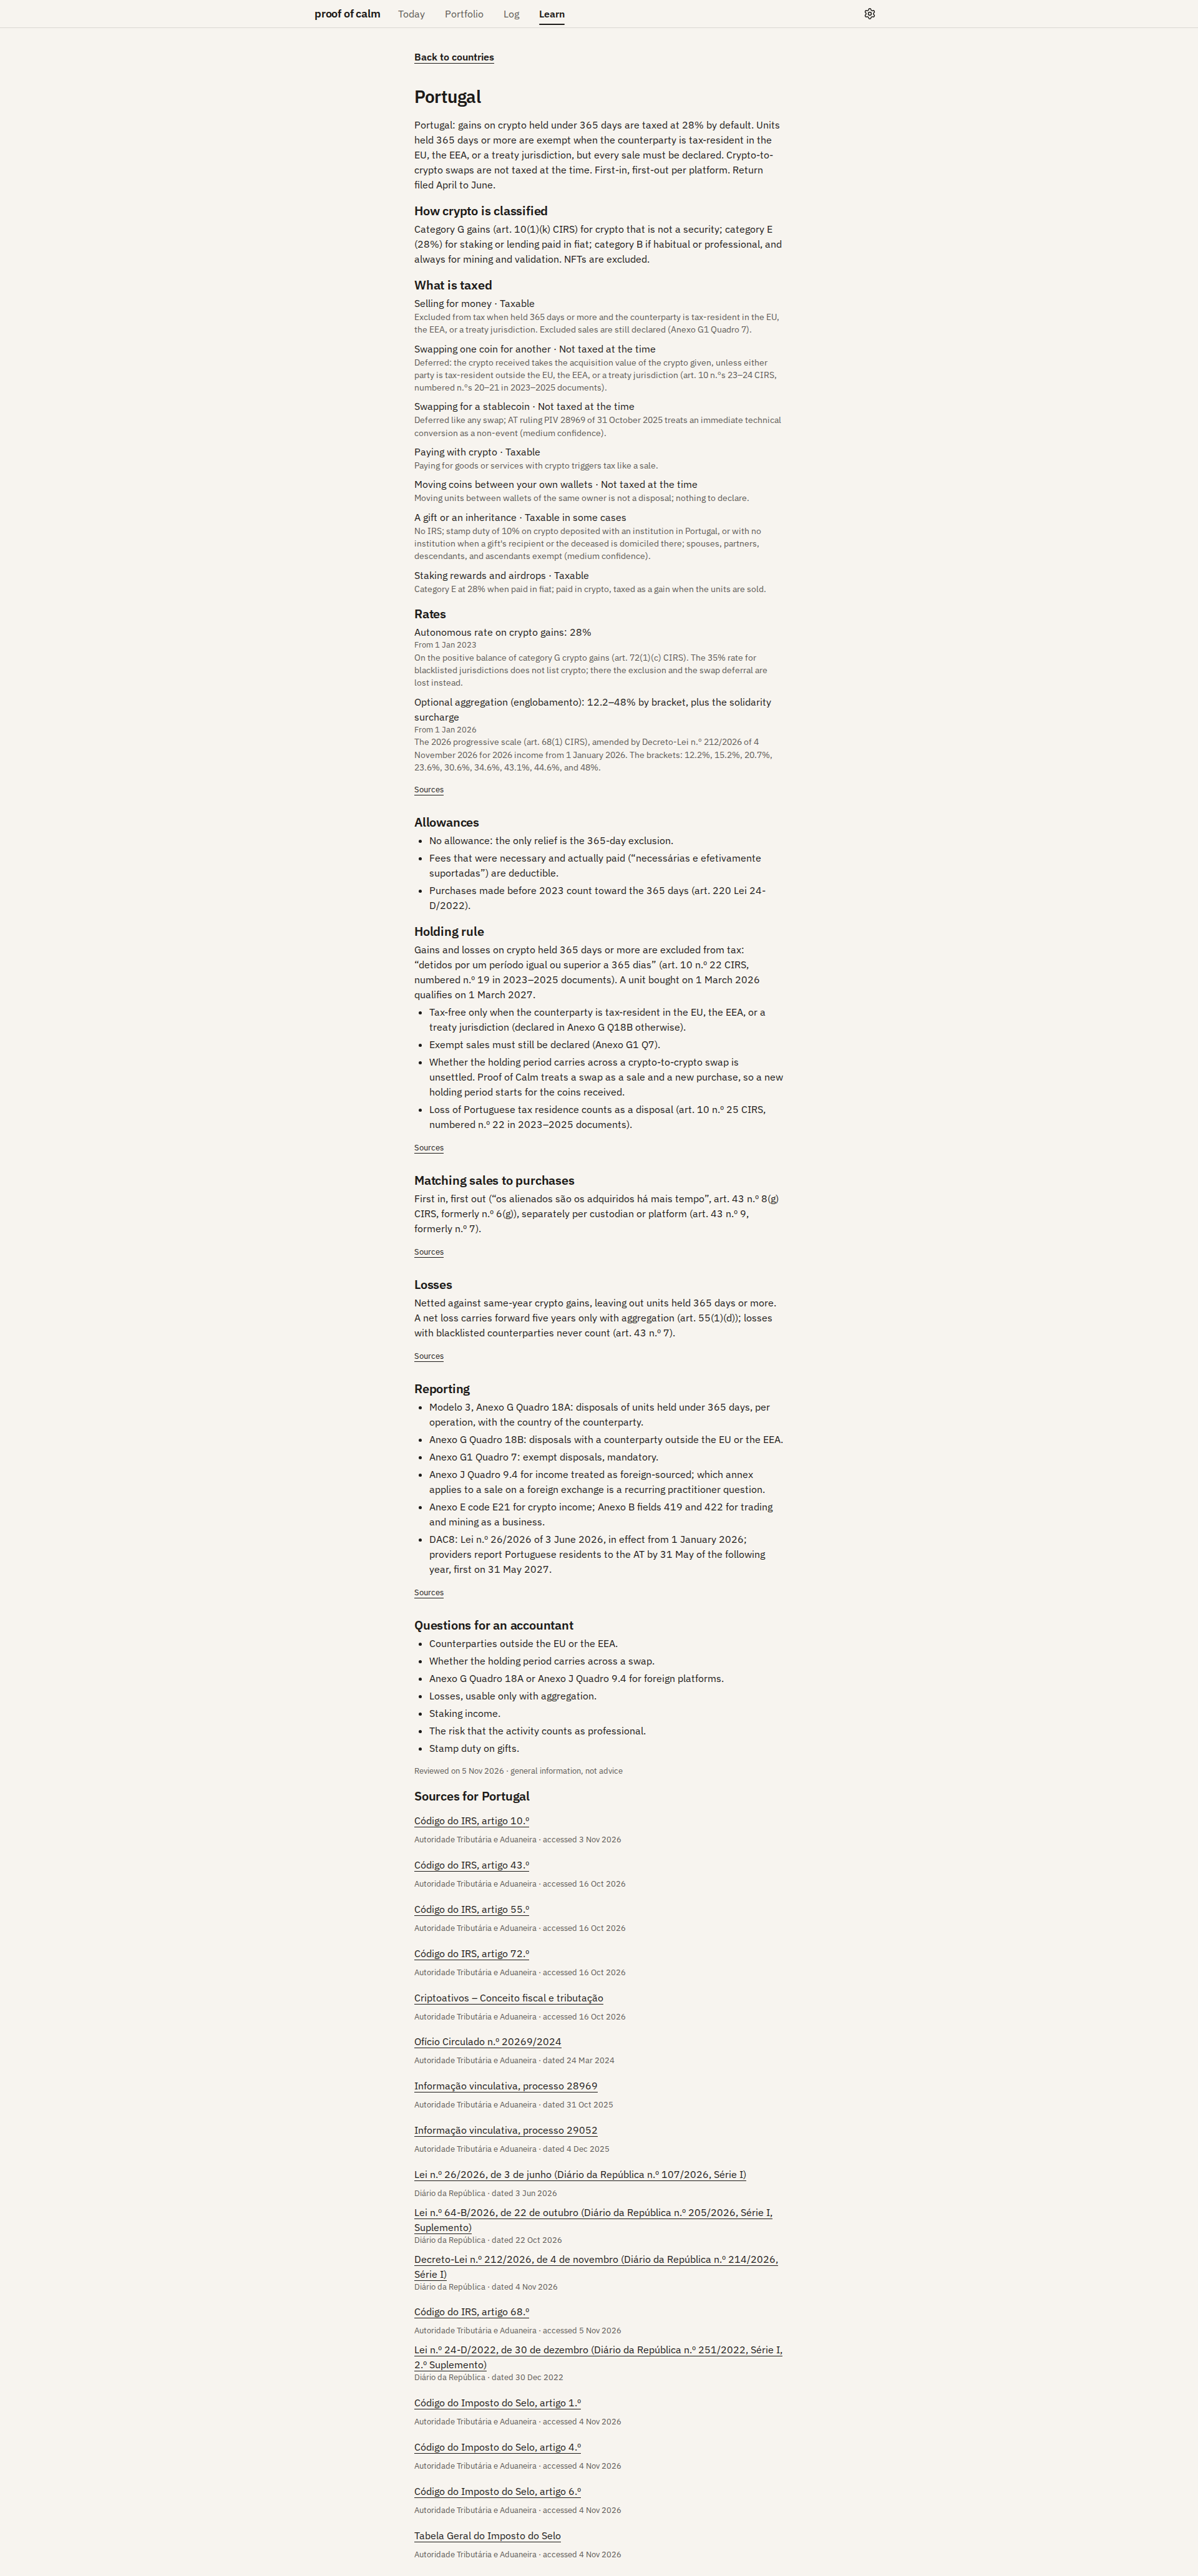 proof of calm Today Portfolio Log Learn
Back to countries
Portugal
Portugal: gains on crypto held under 365 days are taxed at 28% by default. Units
held 365 days or more are exempt when the counterparty is tax-resident in the
EU, the EEA, or a treaty jurisdiction, but every sale must be declared. Crypto-to-
crypto swaps are not taxed at the time. First-in, first-out per platform. Return
filed April to June.
How crypto is classified
Category G gains (art. 10(1)(k) CIRS) for crypto that is not a security; category E
(28%) for staking or lending paid in fiat; category B if habitual or professional, and
always for mining and validation. NFTs are excluded.
What is taxed
Selling for money · Taxable
Excluded from tax when held 365 days or more and the counterparty is tax-resident in the EU,
the EEA, or a treaty jurisdiction. Excluded sales are still declared (Anexo G1 Quadro 7).
Swapping one coin for another · Not taxed at the time
Deferred: the crypto received takes the acquisition value of the crypto given, unless either
party is tax-resident outside the EU, the EEA, or a treaty jurisdiction (art. 10 n.ºs 23–24 CIRS,
numbered n.ºs 20–21 in 2023–2025 documents).
Swapping for a stablecoin · Not taxed at the time
Deferred like any swap; AT ruling PIV 28969 of 31 October 2025 treats an immediate technical
conversion as a non-event (medium confidence).
Paying with crypto · Taxable
Paying for goods or services with crypto triggers tax like a sale.
Moving coins between your own wallets · Not taxed at the time
Moving units between wallets of the same owner is not a disposal; nothing to declare.
A gift or an inheritance · Taxable in some cases
No IRS; stamp duty of 10% on crypto deposited with an institution in Portugal, or with no
institution when a gift's recipient or the deceased is domiciled there; spouses, partners,
descendants, and ascendants exempt (medium confidence).
Staking rewards and airdrops · Taxable
Category E at 28% when paid in fiat; paid in crypto, taxed as a gain when the units are sold.
Rates
Autonomous rate on crypto gains: 28%
From 1 Jan 2023
On the positive balance of category G crypto gains (art. 72(1)(c) CIRS). The 35% rate for
blacklisted jurisdictions does not list crypto; there the exclusion and the swap deferral are
lost instead.
Optional aggregation (englobamento): 12.2–48% by bracket, plus the solidarity
surcharge
From 1 Jan 2026
The 2026 progressive scale (art. 68(1) CIRS), amended by Decreto-Lei n.º 212/2026 of 4
November 2026 for 2026 income from 1 January 2026. The brackets: 12.2%, 15.2%, 20.7%,
23.6%, 30.6%, 34.6%, 43.1%, 44.6%, and 48%.
Sources
Allowances
• No allowance: the only relief is the 365-day exclusion.
• Fees that were necessary and actually paid (“necessárias e efetivamente
suportadas”) are deductible.
• Purchases made before 2023 count toward the 365 days (art. 220 Lei 24-
D/2022).
Holding rule
Gains and losses on crypto held 365 days or more are excluded from tax:
“detidos por um período igual ou superior a 365 dias” (art. 10 n.º 22 CIRS,
numbered n.º 19 in 2023–2025 documents). A unit bought on 1 March 2026
qualifies on 1 March 2027.
• Tax-free only when the counterparty is tax-resident in the EU, the EEA, or a
treaty jurisdiction (declared in Anexo G Q18B otherwise).
• Exempt sales must still be declared (Anexo G1 Q7).
• Whether the holding period carries across a crypto-to-crypto swap is
unsettled. Proof of Calm treats a swap as a sale and a new purchase, so a new
holding period starts for the coins received.
• Loss of Portuguese tax residence counts as a disposal (art. 10 n.º 25 CIRS,
numbered n.º 22 in 2023–2025 documents).
Sources
Matching sales to purchases
First in, first out (“os alienados são os adquiridos há mais tempo”, art. 43 n.º 8(g)
CIRS, formerly n.º 6(g)), separately per custodian or platform (art. 43 n.º 9,
formerly n.º 7).
Sources
Losses
Netted against same-year crypto gains, leaving out units held 365 days or more.
A net loss carries forward five years only with aggregation (art. 55(1)(d)); losses
with blacklisted counterparties never count (art. 43 n.º 7).
Sources
Reporting
• Modelo 3, Anexo G Quadro 18A: disposals of units held under 365 days, per
operation, with the country of the counterparty.
• Anexo G Quadro 18B: disposals with a counterparty outside the EU or the EEA.
• Anexo G1 Quadro 7: exempt disposals, mandatory.
• Anexo J Quadro 9.4 for income treated as foreign-sourced; which annex
applies to a sale on a foreign exchange is a recurring practitioner question.
• Anexo E code E21 for crypto income; Anexo B fields 419 and 422 for trading
and mining as a business.
• DAC8: Lei n.º 26/2026 of 3 June 2026, in effect from 1 January 2026;
providers report Portuguese residents to the AT by 31 May of the following
year, first on 31 May 2027.
Sources
Questions for an accountant
• Counterparties outside the EU or the EEA.
• Whether the holding period carries across a swap.
• Anexo G Quadro 18A or Anexo J Quadro 9.4 for foreign platforms.
• Losses, usable only with aggregation.
• Staking income.
• The risk that the activity counts as professional.
• Stamp duty on gifts.
Reviewed on 5 Nov 2026 · general information, not advice
Sources for Portugal
Código do IRS, artigo 10.º
Autoridade Tributária e Aduaneira · accessed 3 Nov 2026
Código do IRS, artigo 43.º
Autoridade Tributária e Aduaneira · accessed 16 Oct 2026
Código do IRS, artigo 55.º
Autoridade Tributária e Aduaneira · accessed 16 Oct 2026
Código do IRS, artigo 72.º
Autoridade Tributária e Aduaneira · accessed 16 Oct 2026
Criptoativos – Conceito fiscal e tributação
Autoridade Tributária e Aduaneira · accessed 16 Oct 2026
Ofício Circulado n.º 20269/2024
Autoridade Tributária e Aduaneira · dated 24 Mar 2024
Informação vinculativa, processo 28969
Autoridade Tributária e Aduaneira · dated 31 Oct 2025
Informação vinculativa, processo 29052
Autoridade Tributária e Aduaneira · dated 4 Dec 2025
Lei n.º 26/2026, de 3 de junho (Diário da República n.º 107/2026, Série I)
Diário da República · dated 3 Jun 2026
Lei n.º 64-B/2026, de 22 de outubro (Diário da República n.º 205/2026, Série I,
Suplemento)
Diário da República · dated 22 Oct 2026
Decreto-Lei n.º 212/2026, de 4 de novembro (Diário da República n.º 214/2026,
Série I)
Diário da República · dated 4 Nov 2026
Código do IRS, artigo 68.º
Autoridade Tributária e Aduaneira · accessed 5 Nov 2026
Lei n.º 24-D/2022, de 30 de dezembro (Diário da República n.º 251/2022, Série I,
2.º Suplemento)
Diário da República · dated 30 Dec 2022
Código do Imposto do Selo, artigo 1.º
Autoridade Tributária e Aduaneira · accessed 4 Nov 2026
Código do Imposto do Selo, artigo 4.º
Autoridade Tributária e Aduaneira · accessed 4 Nov 2026
Código do Imposto do Selo, artigo 6.º
Autoridade Tributária e Aduaneira · accessed 4 Nov 2026
Tabela Geral do Imposto do Selo
Autoridade Tributária e Aduaneira · accessed 4 Nov 2026